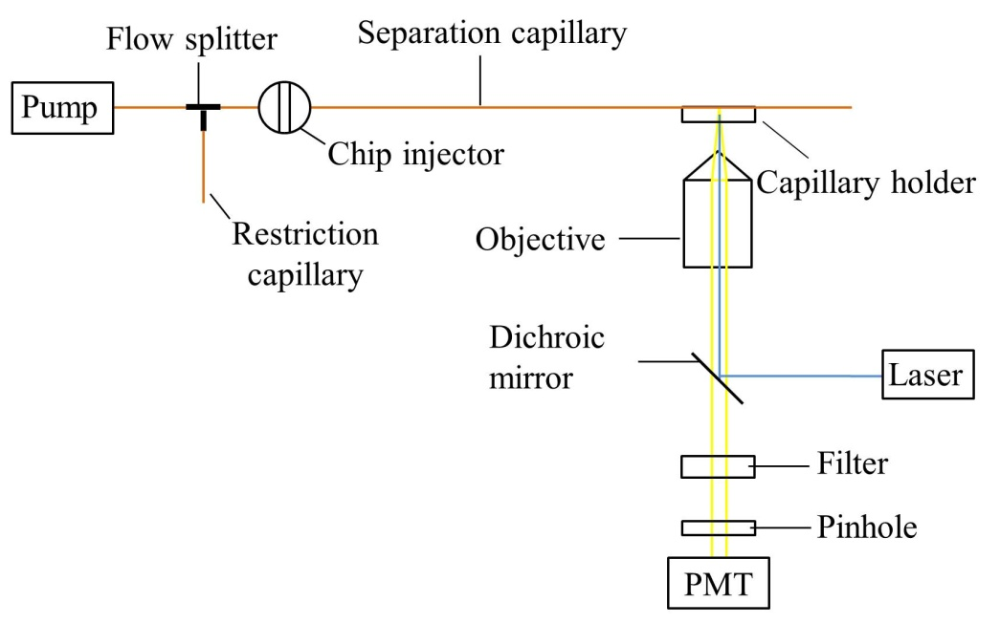 Flow splitter
Separation capillary
Pump
Chip injector
Capillary holder
Restriction
capillary
Objective
Dichroic
mirror
Laser
Filter
Pinhole
PMT